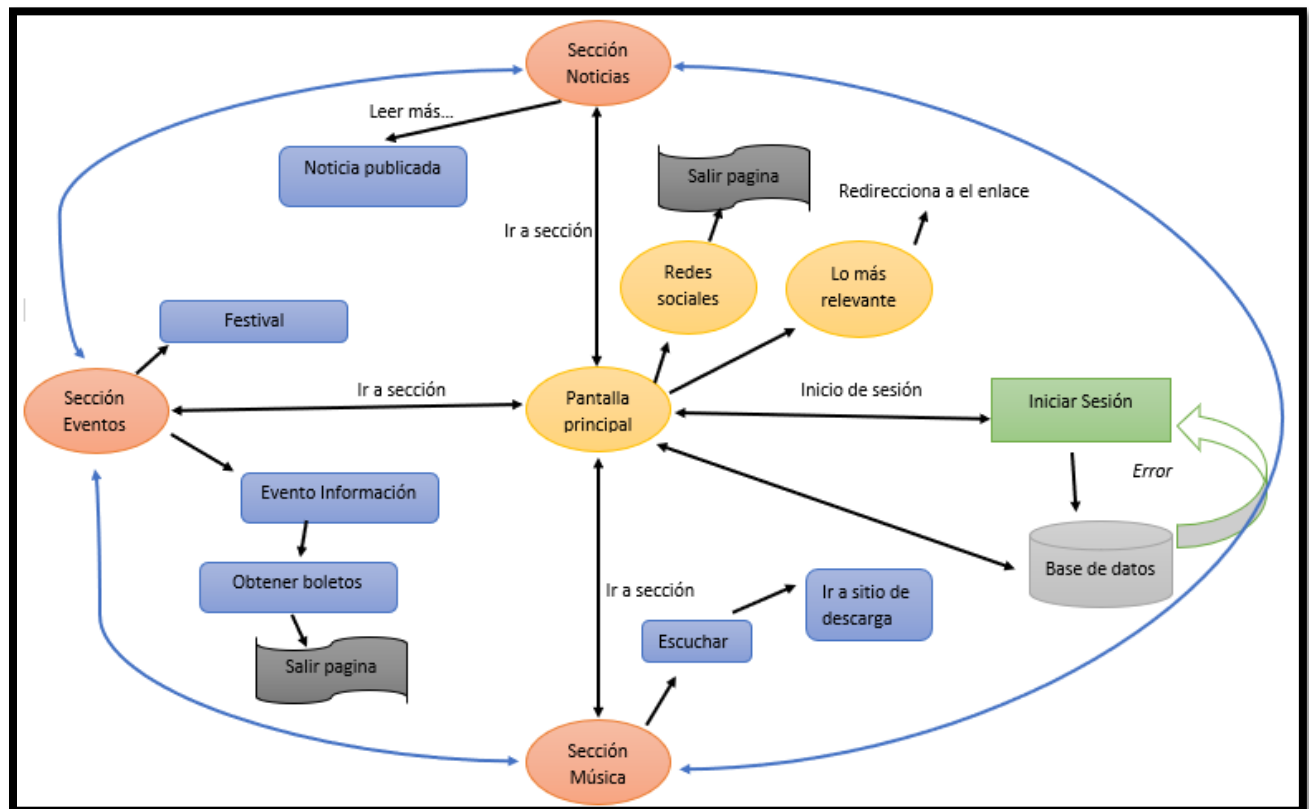 Sección
Noticias
Leer más...
Noticia publicada
Salir pagina
Redirecciona a el enlace
Ir a sección
Redes
sociales
Lo más
relevante
Festival
Sección
Eventos
Ir a sección
Pantalla
principal
Inicio de sesión
Iniciar Sesión
Error
Evento Información
Base de datos
Obtener boletos
Ir a sección
Ir a sitio de
descarga
Escuchar
Salir pagina
Sección
Música